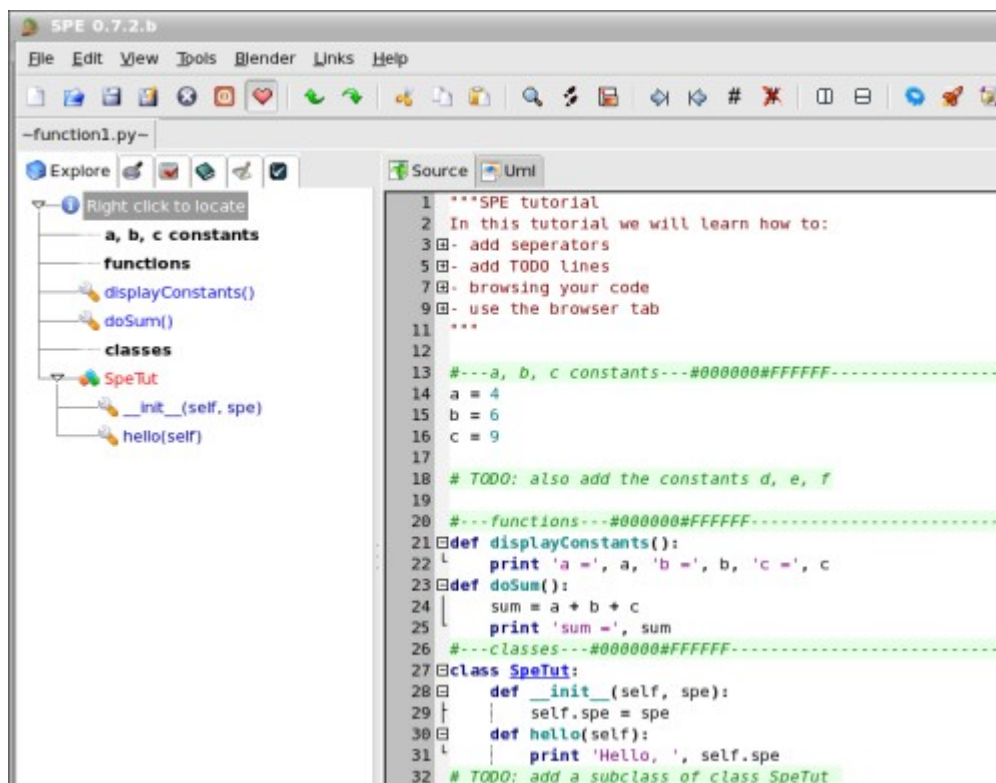 SPE 0.7.2.b
File Edit View Tools Blender Links Help
~function1.py~
Explore
Source Uml
Right click to locate
a, b, c constants
functions
displayConstants()
doSum()
classes
SpeTut
__init__(self, spe)
hello(self)
1 """SPE tutorial
2 In this tutorial we will learn how to:
3 - add seperators
5 - add TODO lines
7 - browsing your code
9 - use the browser tab
11 """
12
13 #---a, b, c constants---#000000#FFFFFF------------------
14 a = 4
15 b = 6
16 c = 9
17
18 # TODO: also add the constants d, e, f
19
20 #---functions---#000000#FFFFFF-------------------------
21 def displayConstants():
22 print 'a =', a, 'b =', b, 'c =', c
23 def doSum():
24 sum = a + b + c
25 print 'sum =', sum
26 #---classes---#000000#FFFFFF---------------------------
27 class SpeTut:
28 def __init__(self, spe):
29 self.spe = spe
30 def hello(self):
31 print 'Hello, ', self.spe
32 # TODO: add a subclass of class SpeTut